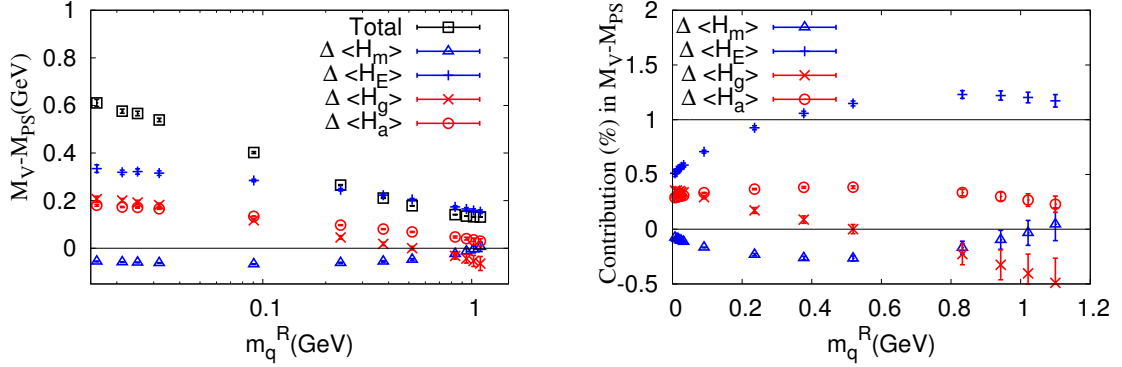 M_V-M_PS(GeV)
1
0.8
0.6
0.4
0.2
0
Total
Δ <H_m>
Δ <H_E>
Δ <H_g>
Δ <H_a>
0.1
1
m_q^R(GeV)
Contribution (%) in M_V-M_PS
2
1.5
1
0.5
0
-0.5
Δ <H_m>
Δ <H_E>
Δ <H_g>
Δ <H_a>
0
0.2
0.4
0.6
0.8
1
1.2
m_q^R(GeV)